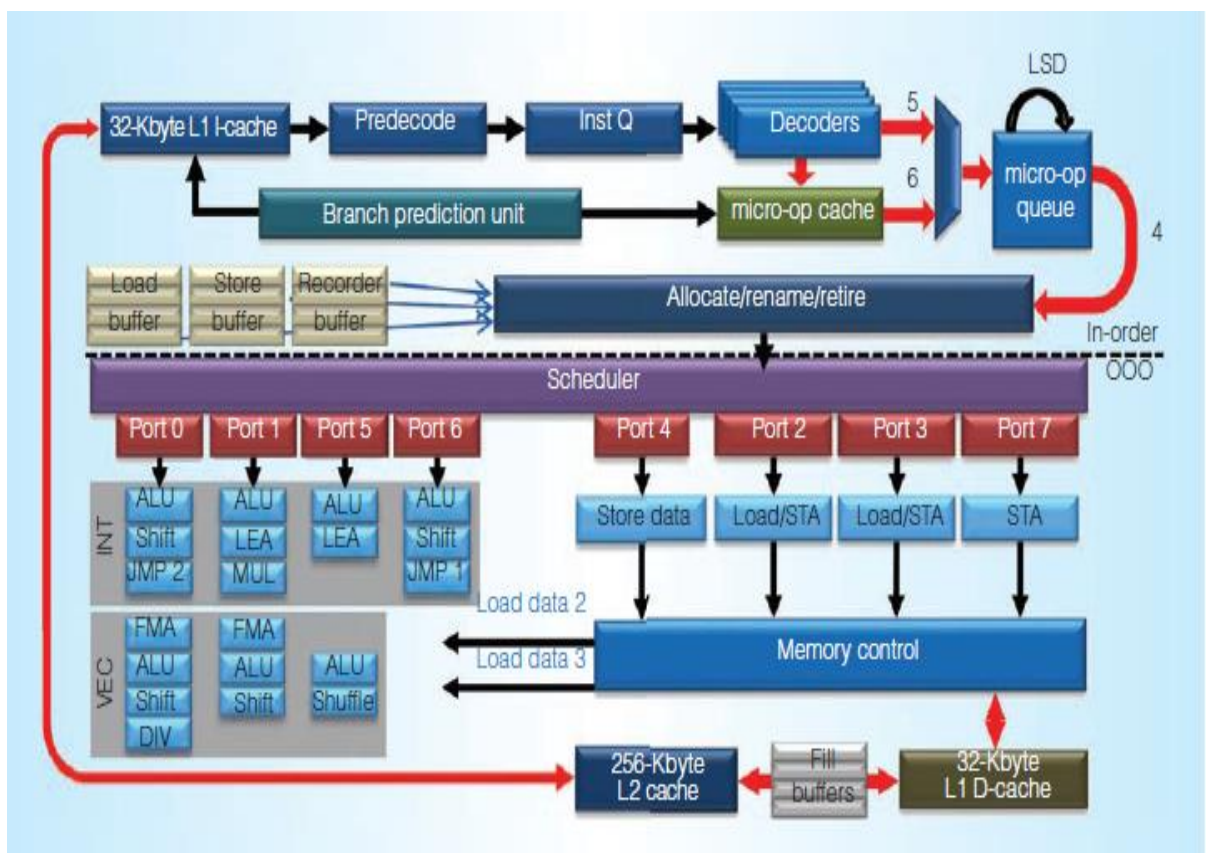 LSD
32-Kbyte L1 I-cache
Predecode
Inst Q
Decoders
5
6
micro-op
queue
Branch prediction unit
micro-op cache
4
Load
buffer
Store
buffer
Recorder
buffer
Allocate/rename/retire
In-order
OOO
Scheduler
Port 0
Port 1
Port 5
Port 6
Port 4
Port 2
Port 3
Port 7
INT
ALU
Shift
JMP 2
ALU
LEA
MUL
ALU
LEA
ALU
Shift
JMP 1
Store data
Load/STA
Load/STA
STA
Load data 2
Load data 3
Memory control
VEC
FMA
ALU
Shift
DIV
FMA
ALU
Shift
ALU
Shuffle
256-Kbyte
L2 cache
Fill
buffers
32-Kbyte
L1 D-cache